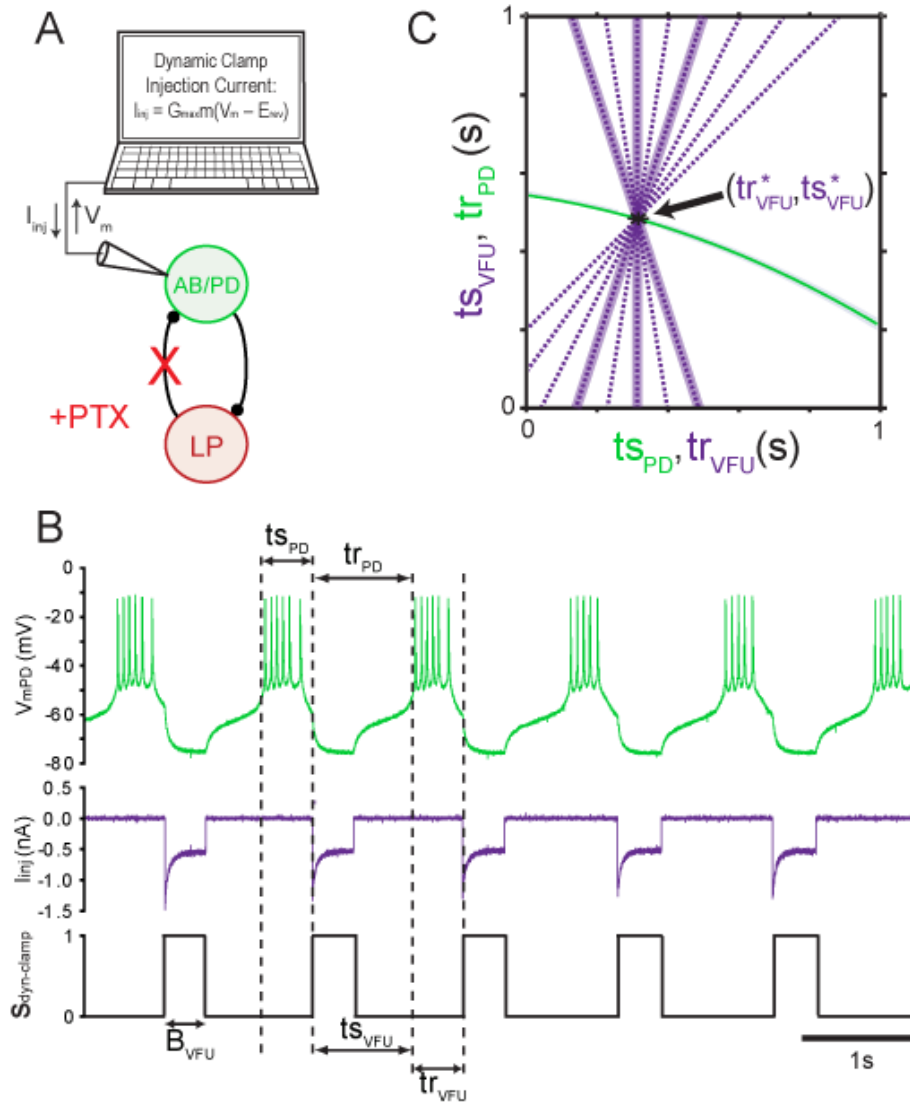 A
Dynamic Clamp
Injection Current:
Iinj = Gmaxm(Vm - Erev)
Iinj
Vm
AB/PD
X
+PTX
LP
C
1
tsVFU, trPD (s)
(tr*VFU, ts*VFU)
0
0
1
tsPD, trVFU (s)
B
tsPD
trPD
0
-20
-40
-60
-80
VmPD (mV)
0.5
0.0
-0.5
-1.0
-1.5
Iinj (nA)
1
0
Sdyn-clamp
BVFU
tsVFU
trVFU
1s